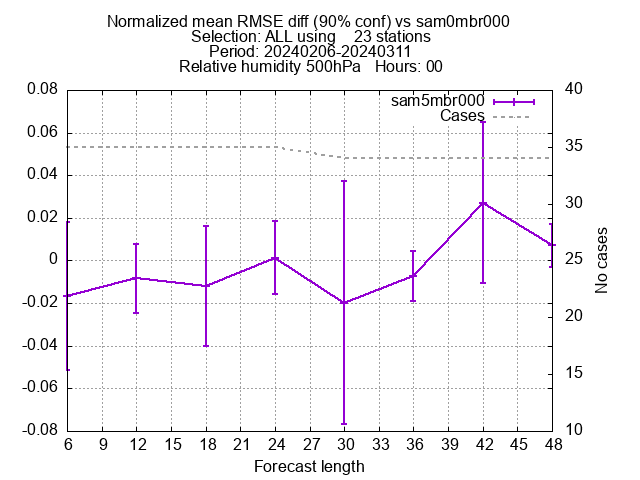 Normalized mean RMSE diff (90% conf) vs sam0mbr000
Selection: ALL using    23 stations
Period: 20240206-20240311
Relative humidity 500hPa   Hours: 00
sam5mbr000
Cases
0.08
0.06
0.04
0.02
0
-0.02
-0.04
-0.06
-0.08
40
35
30
25
20
15
10
No cases
6 12 15 18 21 24 27 30 33 36 39 42 45 48
Forecast length